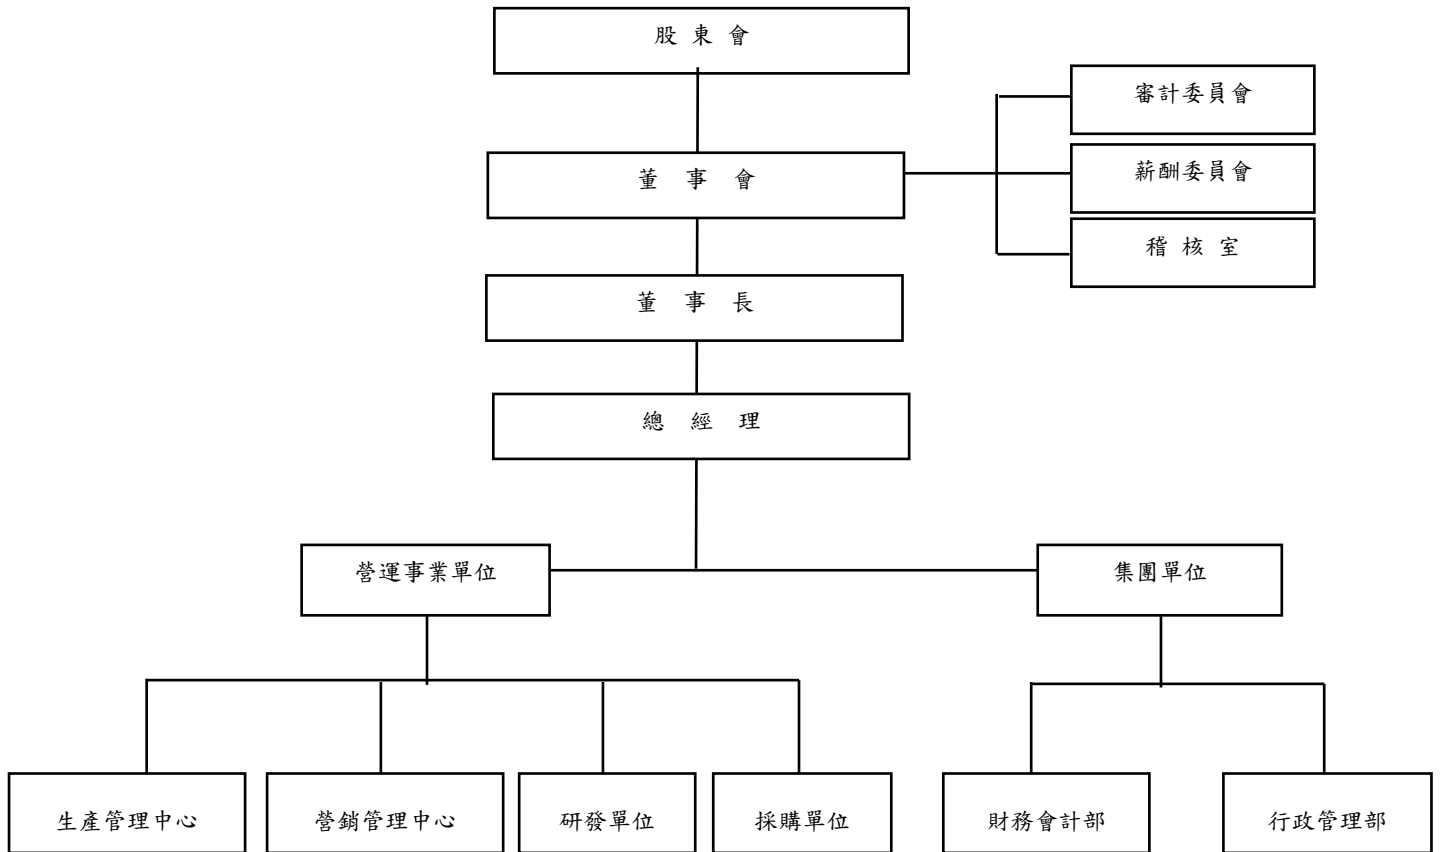 股東會
審計委員會
薪酬委員會
董事會
稽核室
董事長
總經理
營運事業單位
集團單位
生產管理中心
營銷管理中心
研發單位
採購單位
財務會計部
行政管理部